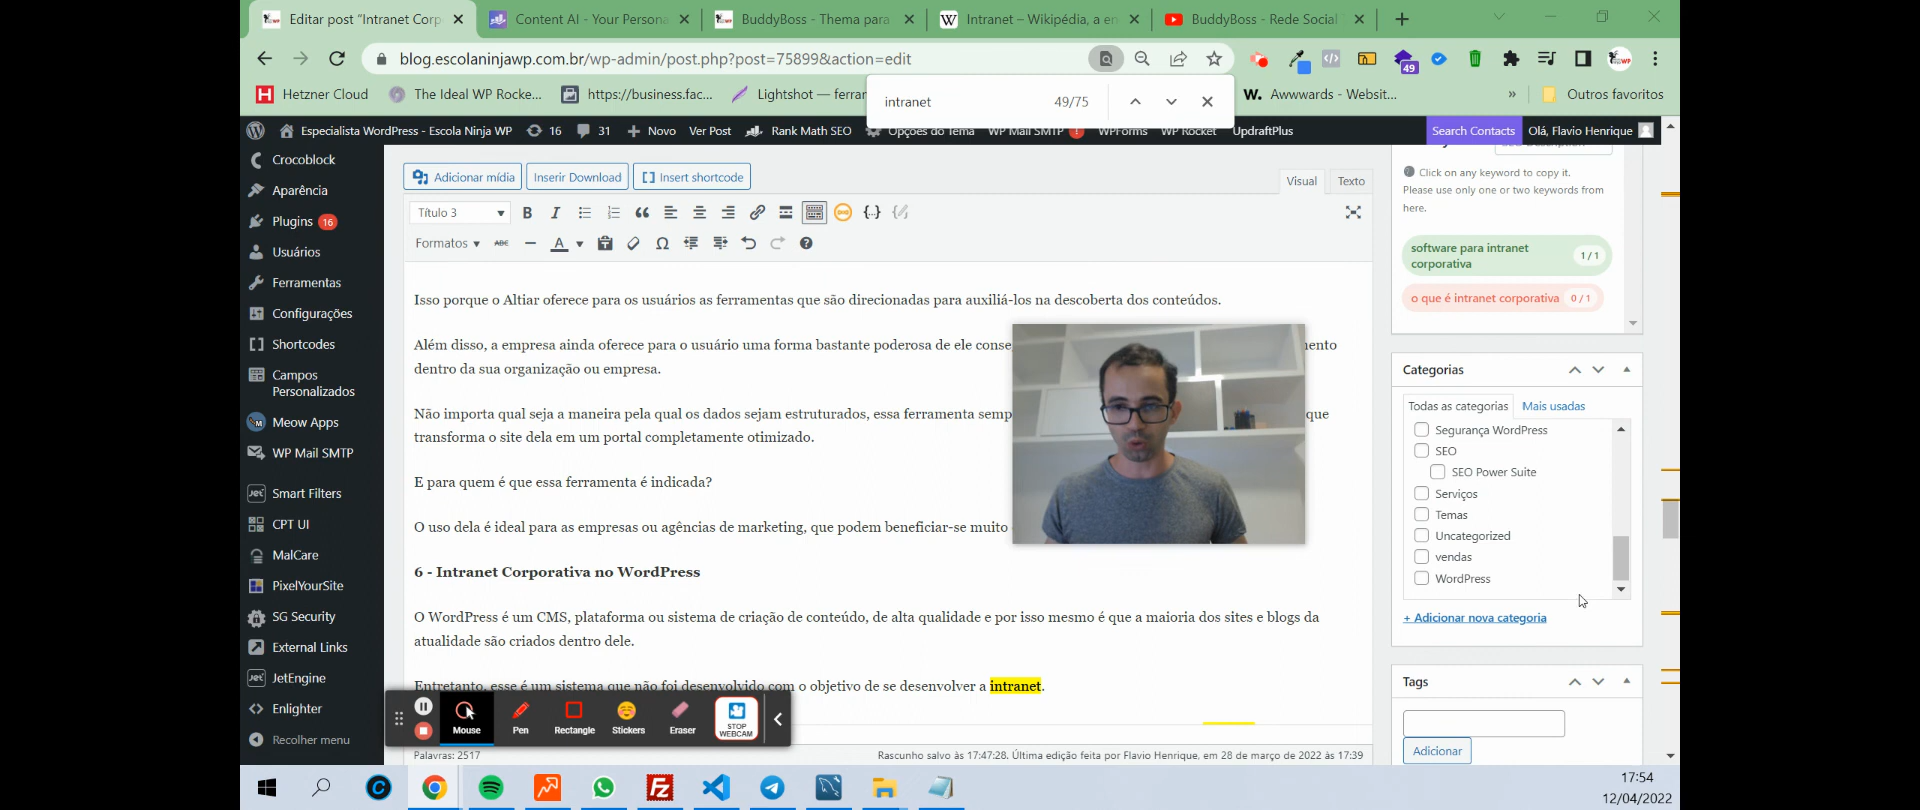 Editar post “Intranet Corp
Content AI - Your Persona
BuddyBoss - Thema para
Intranet – Wikipédia, a en
BuddyBoss - Rede Social
blog.escolaninjawp.com.br/wp-admin/post.php?post=75899&action=edit
49
Hetzner Cloud
The Ideal WP Rocke...
https://business.fac...
Lightshot — ferrar
W. Awwwards - Websit...
»
Outros favoritos
intranet
49/75
Especialista WordPress - Escola Ninja WP
16
31
Novo
Ver Post
Rank Math SEO
Opções do Tema
WP Mail SMTP
WPForms
WP Rocket
UpdraftPlus
Search Contacts
Olá, Flavio Henrique
Crocoblock
Aparência
Plugins 16
Usuários
Ferramentas
Configurações
Shortcodes
Campos
Personalizados
Meow Apps
WP Mail SMTP
Smart Filters
CPT UI
MalCare
PixelYourSite
SG Security
External Links
JetEngine
Enlighter
Recolher menu
Adicionar mídia
Inserir Download
Insert shortcode
Visual
Texto
Título 3
Formatos
ABC
Isso porque o Altiar oferece para os usuários as ferramentas que são direcionadas para auxiliá-los na descoberta dos conteúdos.
Além disso, a empresa ainda oferece para o usuário uma forma bastante poderosa de ele conse
nento
dentro da sua organização ou empresa.
Não importa qual seja a maneira pela qual os dados sejam estruturados, essa ferramenta semp
que
transforma o site dela em um portal completamente otimizado.
E para quem é que essa ferramenta é indicada?
O uso dela é ideal para as empresas ou agências de marketing, que podem beneficiar-se muito
6 - Intranet Corporativa no WordPress
O WordPress é um CMS, plataforma ou sistema de criação de conteúdo, de alta qualidade e por isso mesmo é que a maioria dos sites e blogs da
atualidade são criados dentro dele.
Entretanto, esse é um sistema que não foi desenvolvido com o objetivo de se desenvolver a intranet.
Mouse
Pen
Rectangle
Stickers
Eraser
STOP
WEBCAM
Palavras: 2517
Rascunho salvo às 17:47:28. Última edição feita por Flavio Henrique, em 28 de março de 2022 às 17:39
Click on any keyword to copy it.
Please use only one or two keywords from
here.
software para intranet
corporativa
1 / 1
o que é intranet corporativa 0 / 1
Categorias
Todas as categorias
Mais usadas
Segurança WordPress
SEO
SEO Power Suite
Serviços
Temas
Uncategorized
vendas
WordPress
+ Adicionar nova categoria
Tags
Adicionar
17:54
12/04/2022